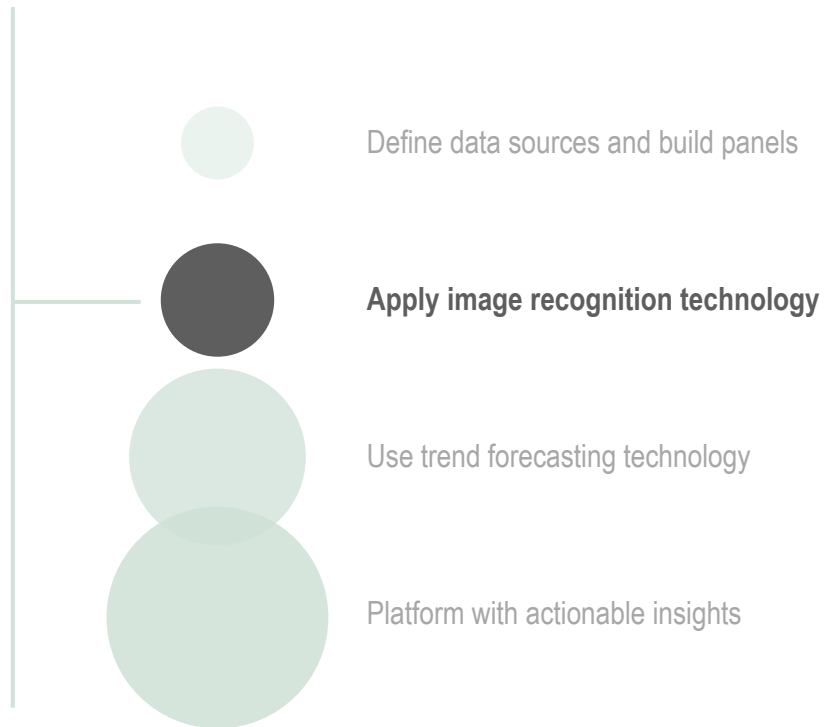 Define data sources and build panels
Apply image recognition technology
Use trend forecasting technology
Platform with actionable insights